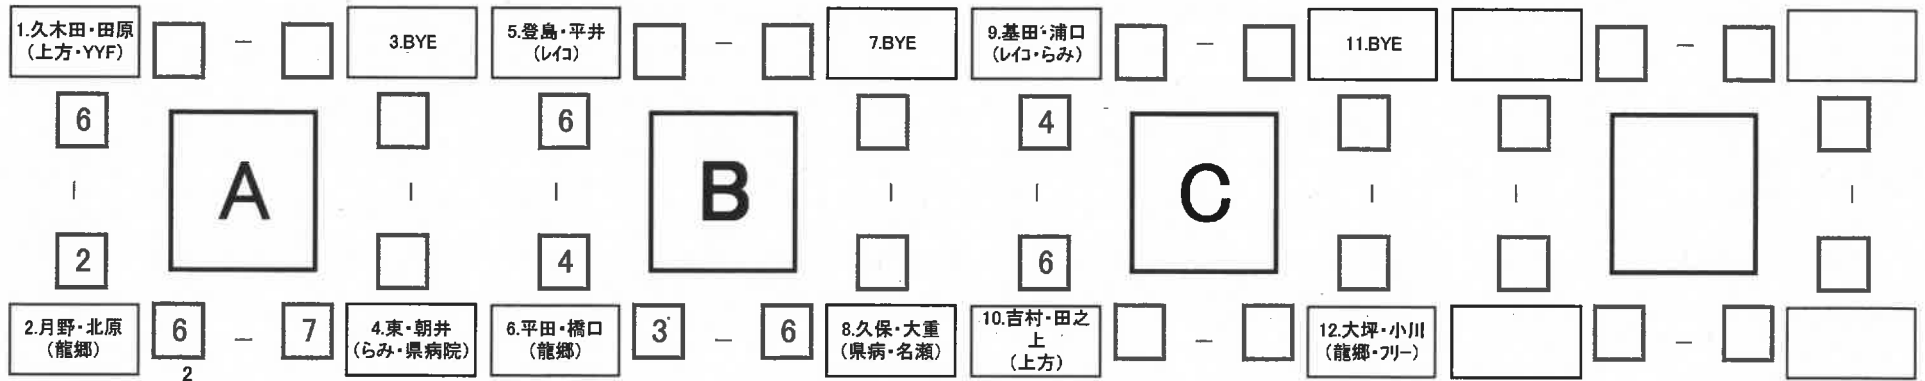 1.久木田・田原
(上方・YYF)
－
3.BYE
5.登島・平井
(レイコ)
－
7.BYE
9.基田・浦口
(レイコ・らみ)
－
11.BYE
－
6
6
4
A
B
C
｜
｜
｜
｜
｜
｜
｜
｜
2
4
6
2.月野・北原
(龍郷)
6
－
7
2
4.東・朝井
(らみ・県病院)
6.平田・橋口
(龍郷)
3
－
6
8.久保・大重
(県病・名瀬)
10.吉村・田之
上
(上方)
－
12.大坪・小川
(龍郷・フリー)
－